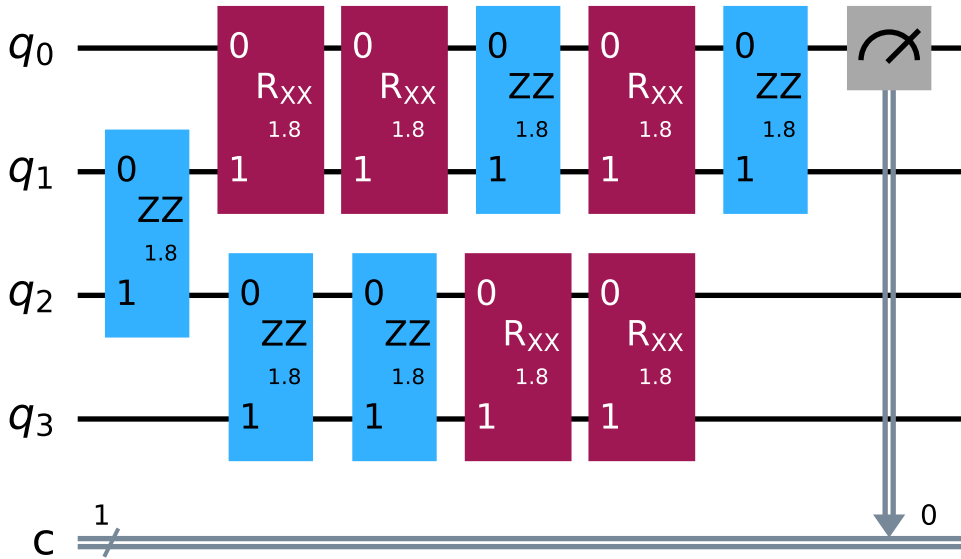 q0 0 0 0 0 0
RXX RXX ZZ RXX ZZ
1.8 1.8 1.8 1.8 1.8
q1 0 1 1 1 1 1
ZZ
1.8
q2 1 0 0 0 0
ZZ ZZ RXX RXX
1.8 1.8 1.8 1.8
q3 1 1 1 1
1 0
c